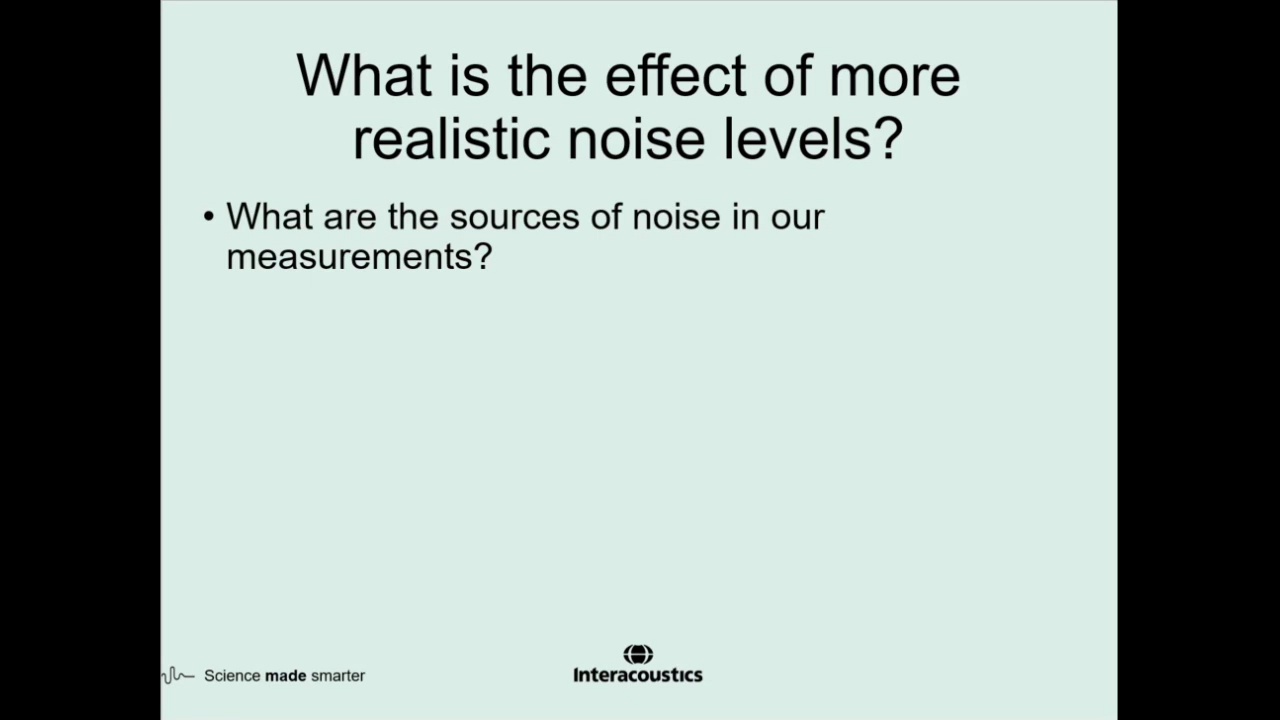 What is the effect of more
realistic noise levels?
• What are the sources of noise in our
measurements?
Science made smarter
Interacoustics